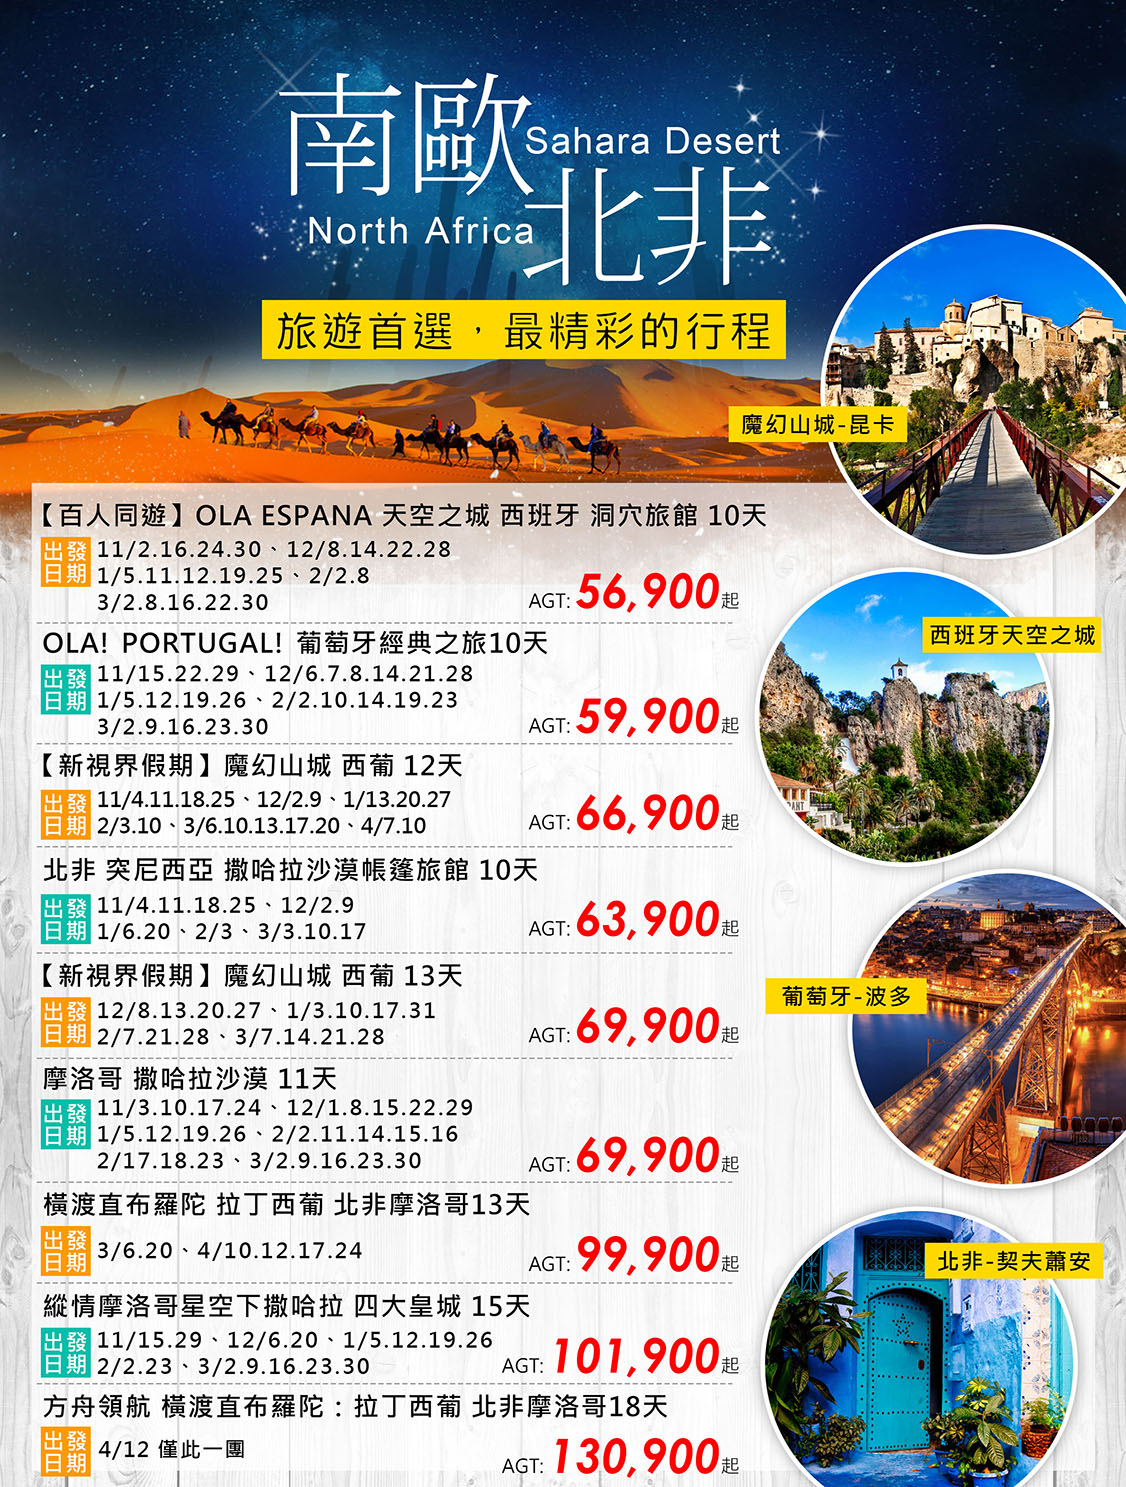 南歐
Sahara Desert
North Africa
北非
旅遊首選，最精彩的行程
魔幻山城-昆卡
【百人同遊】OLA ESPANA 天空之城 西班牙 洞穴旅館 10天
出發日期
11/2.16.24.30、12/8.14.22.28
1/5.11.12.19.25、2/2.8
3/2.8.16.22.30
AGT: 56,900起
西班牙天空之城
OLA! PORTUGAL! 葡萄牙經典之旅10天
出發日期
11/15.22.29、12/6.7.8.14.21.28
1/5.12.19.26、2/2.10.14.19.23
3/2.9.16.23.30
AGT: 59,900起
【新視界假期】魔幻山城 西葡 12天
出發日期
11/4.11.18.25、12/2.9、1/13.20.27
2/3.10、3/6.10.13.17.20、4/7.10
AGT: 66,900起
北非 突尼西亞 撒哈拉沙漠帳篷旅館 10天
出發日期
11/4.11.18.25、12/2.9
1/6.20、2/3、3/3.10.17
AGT: 63,900起
【新視界假期】魔幻山城 西葡 13天
出發日期
12/8.13.20.27、1/3.10.17.31
2/7.21.28、3/7.14.21.28
AGT: 69,900起
葡萄牙-波多
摩洛哥 撒哈拉沙漠 11天
出發日期
11/3.10.17.24、12/1.8.15.22.29
1/5.12.19.26、2/2.11.14.15.16
2/17.18.23、3/2.9.16.23.30
AGT: 69,900起
橫渡直布羅陀 拉丁西葡 北非摩洛哥13天
出發日期
3/6.20、4/10.12.17.24
AGT: 99,900起
北非-契夫蕭安
縱情摩洛哥星空下撒哈拉 四大皇城 15天
出發日期
11/15.29、12/6.20、1/5.12.19.26
2/2.23、3/2.9.16.23.30
AGT: 101,900起
方舟領航 橫渡直布羅陀：拉丁西葡 北非摩洛哥18天
出發日期
4/12 僅此一團
AGT: 130,900起